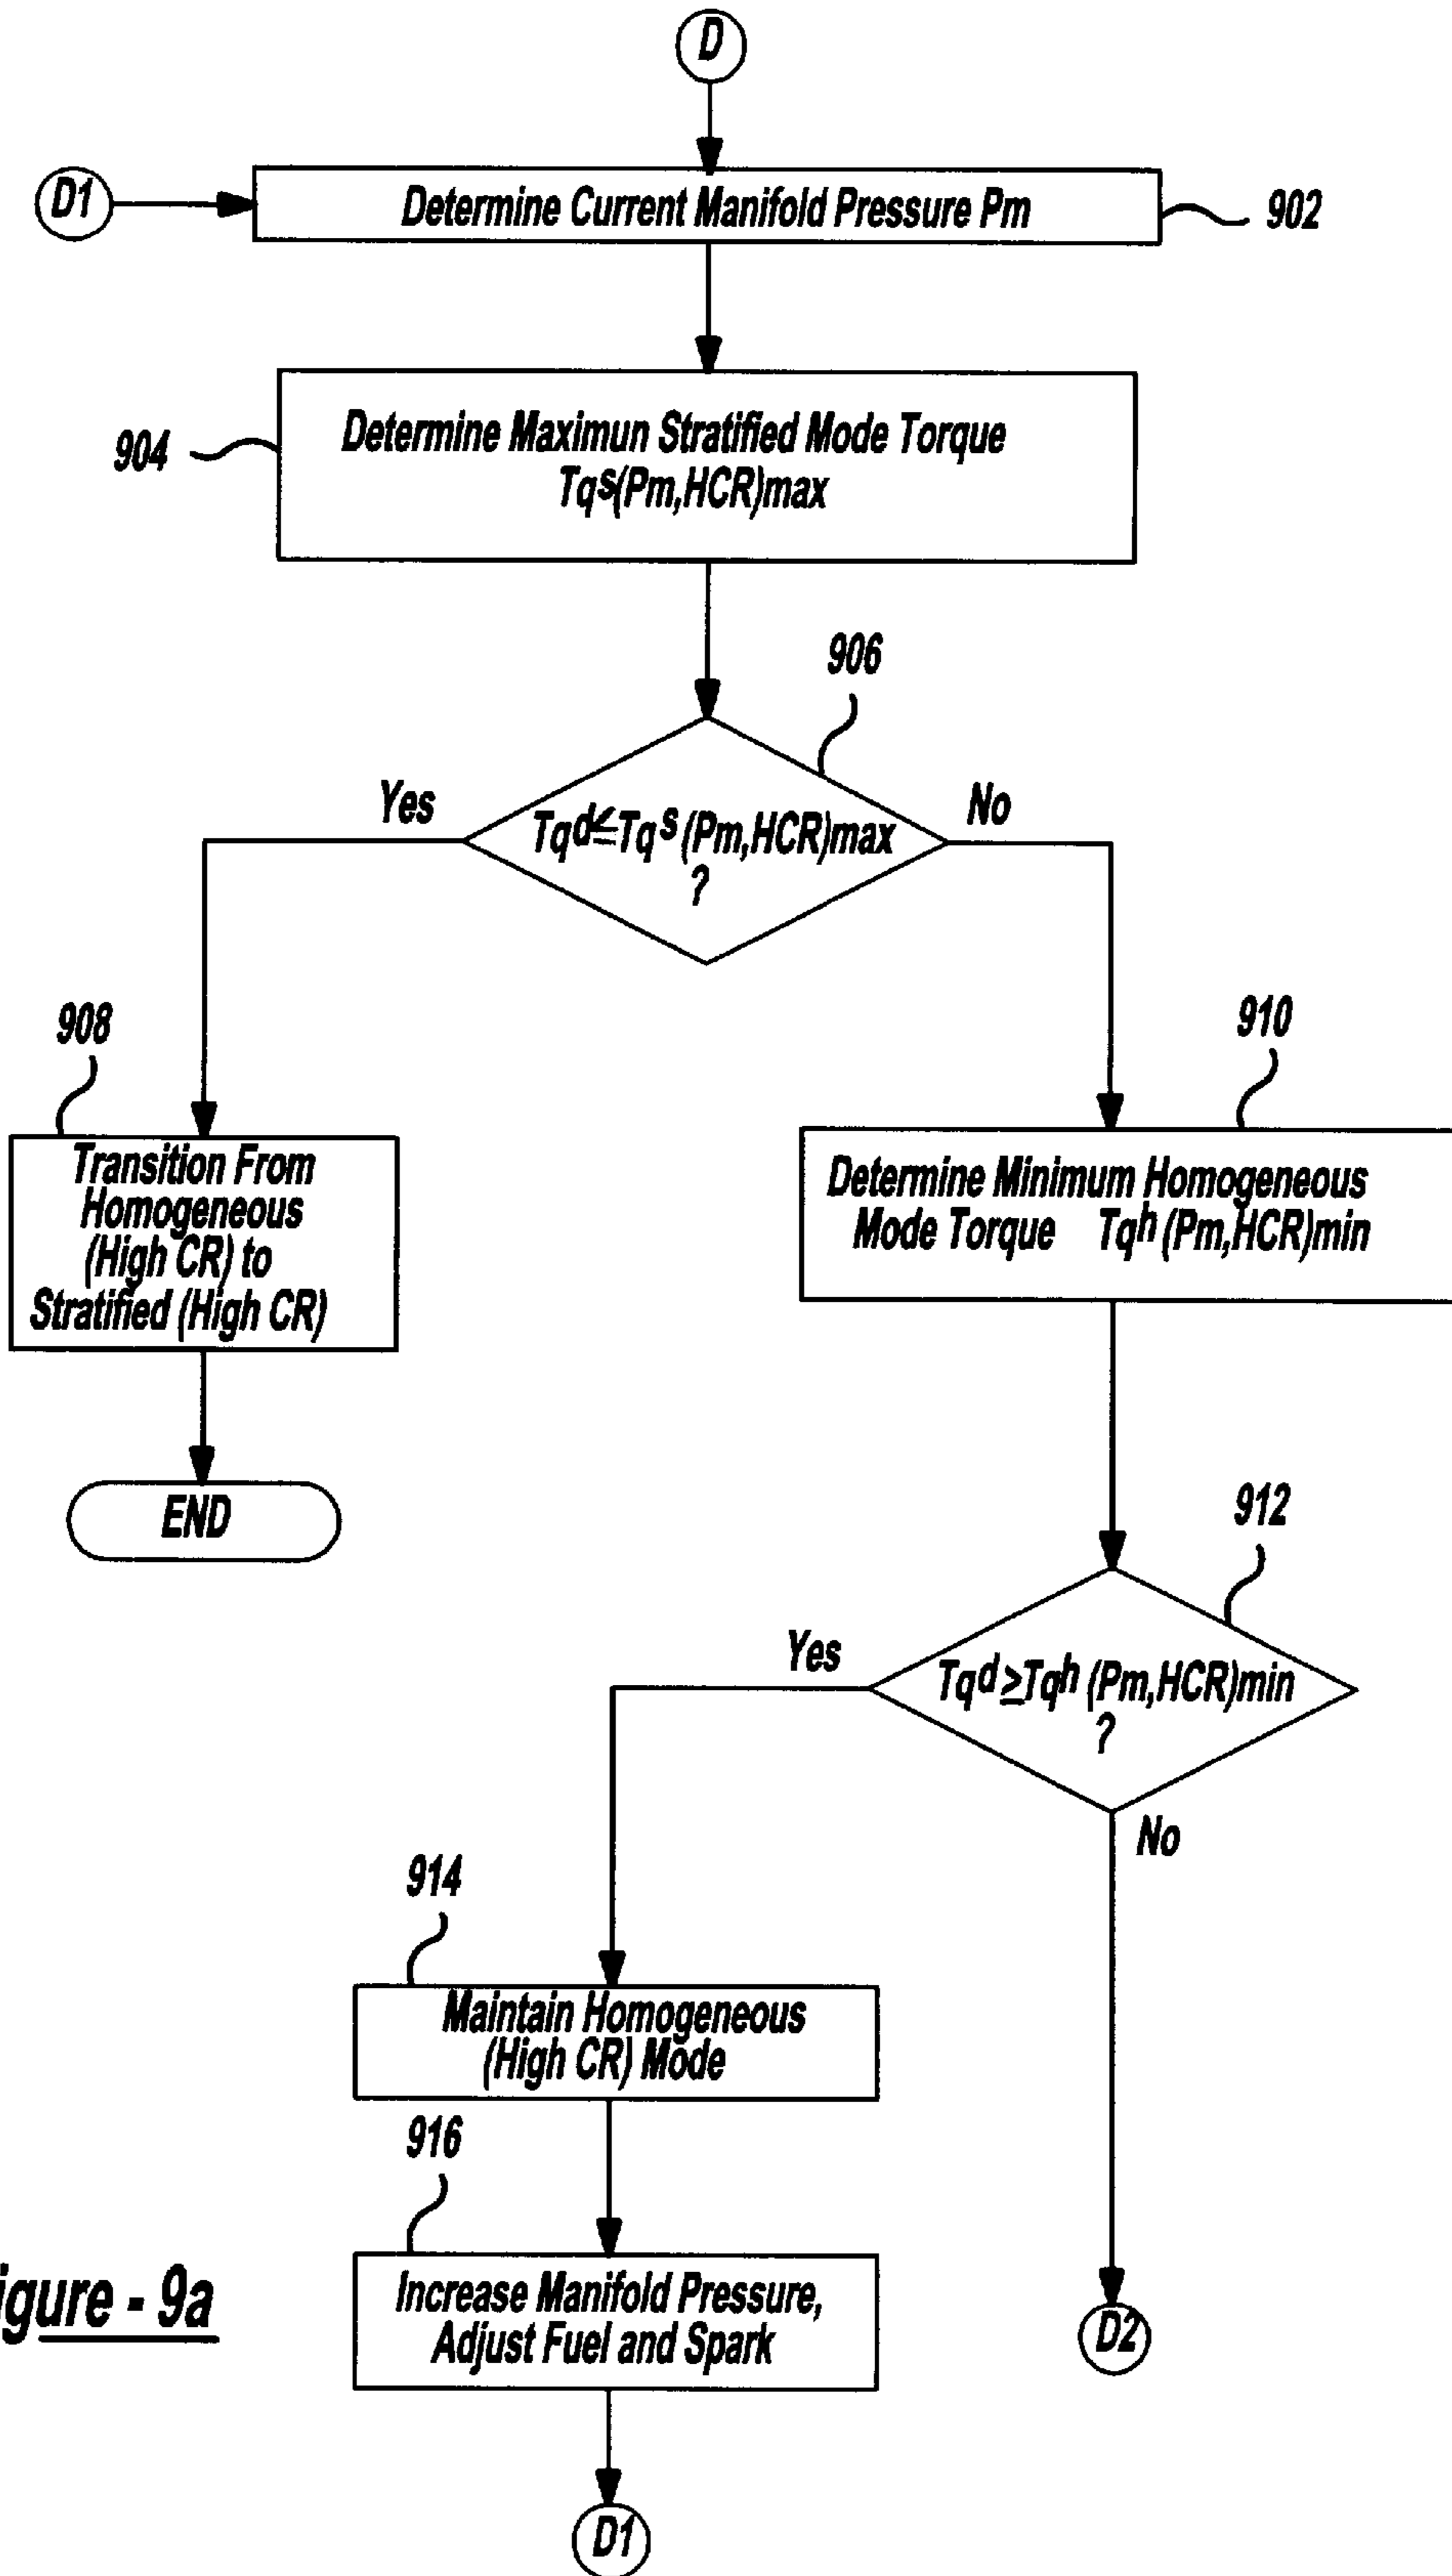 D
D1
Determine Current Manifold Pressure Pm
902
904
Determine Maximun Stratified Mode Torque
Tqs(Pm,HCR)max
906
Yes
No
Tqd≤Tqs (Pm,HCR)max
?
908
910
Transition From
Homogeneous
(High CR) to
Stratified (High CR)
Determine Minimum Homogeneous
Mode Torque Tqh (Pm,HCR)min
END
912
Yes
Tqd ≥Tqh (Pm,HCR)min
?
No
914
Maintain Homogeneous
(High CR) Mode
916
Increase Manifold Pressure,
Adjust Fuel and Spark
igure - 9a
D2
D1